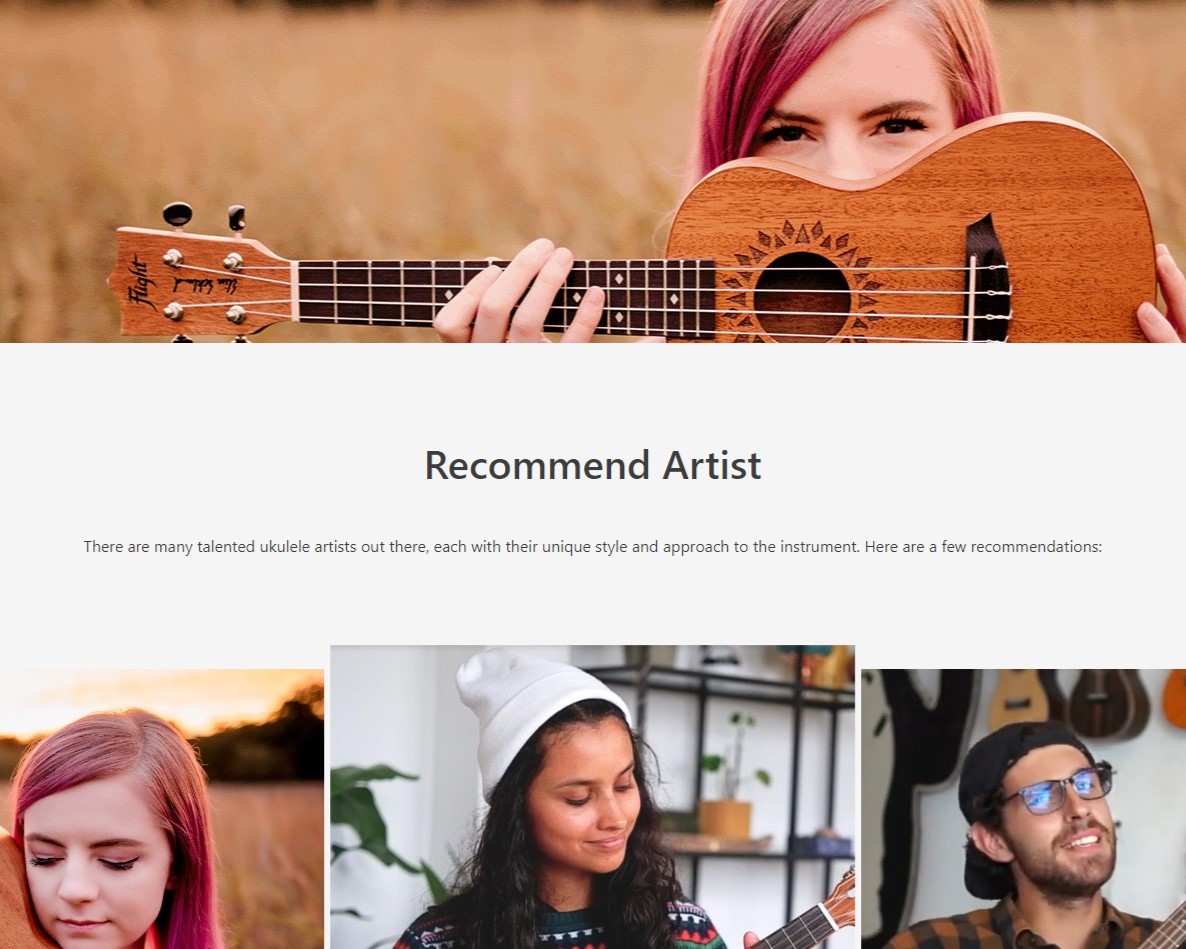 Flight
Recommend Artist
There are many talented ukulele artists out there, each with their unique style and approach to the instrument. Here are a few recommendations: